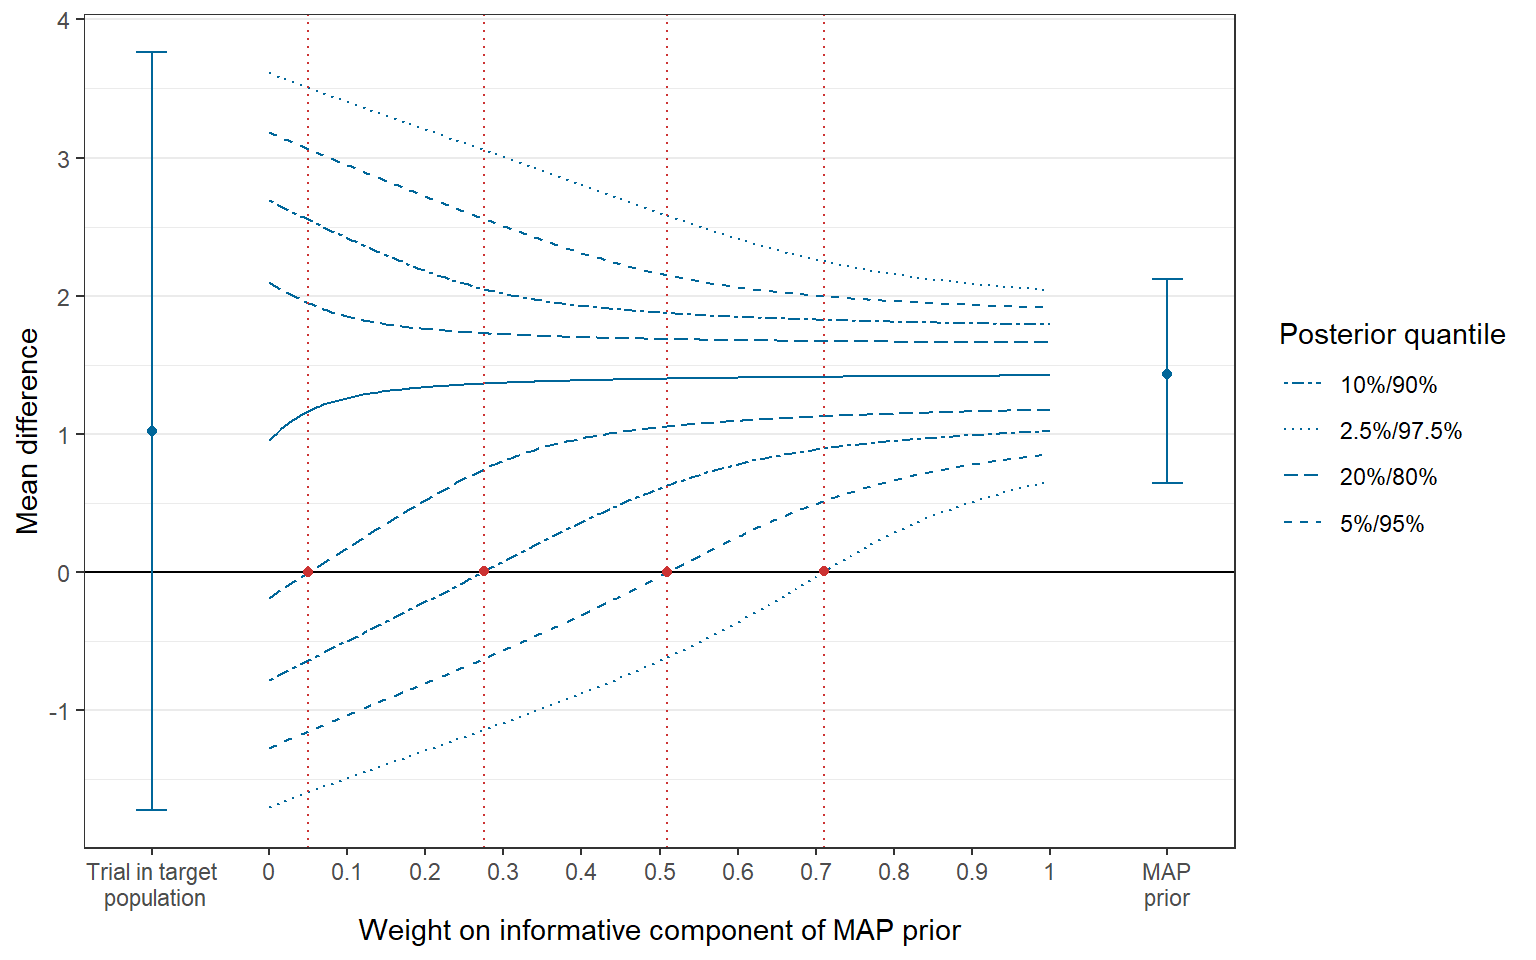 4
3
2
1
0
-1
Mean difference
Trial in target
population
0 0.1 0.2 0.3 0.4 0.5 0.6 0.7 0.8 0.9 1
MAP
prior
Weight on informative component of MAP prior
Posterior quantile
10%/90%
2.5%/97.5%
20%/80%
5%/95%